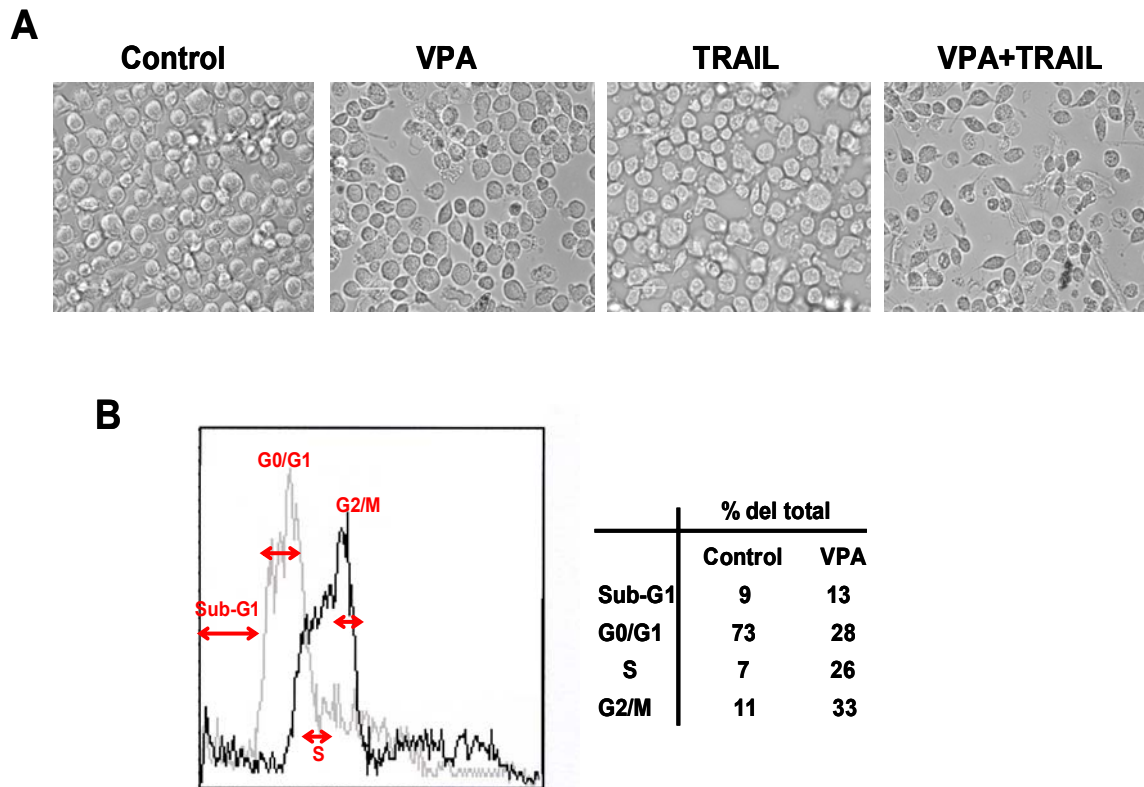 A
Control
VPA
TRAIL
VPA+TRAIL
B
G0/G1
G2/M
Sub-G1
S
% del total
Control VPA
Sub-G1 9 13
G0/G1 73 28
S 7 26
G2/M 11 33